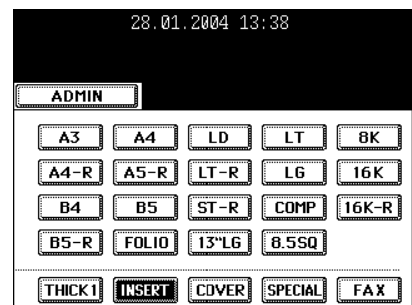 28.01.2004 13:38
ADMIN
A3 A4 LD LT 8K
A4-R A5-R LT-R LG 16K
B4 B5 ST-R COMP 16K-R
B5-R FOLIO 13"LG 8.5SQ
THICK1 INSERT COVER SPECIAL FAX